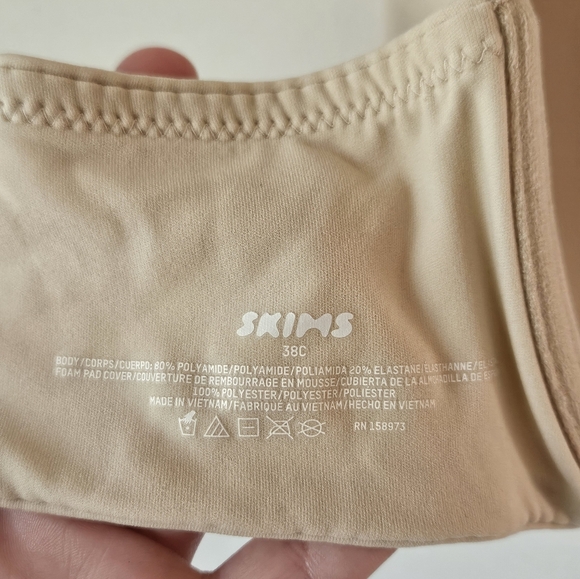 SKIMS
38C
BODY/CORPS/CUERPO: 80% POLYAMIDE/POLYAMIDE/POLIAMIDA 20% ELASTANE/ELASTHANNE/
FOAM PAD COVER/COUVERTURE DE REMBOURRAGE EN MOUSSE/CUBIERTA DE LA ALMOHADILLA DE
100% POLYESTER/POLYESTER/POLIÉSTER
MADE IN VIETNAM/FABRIQUÉ AU VIETNAM/HECHO EN VIETNAM
RN 158973